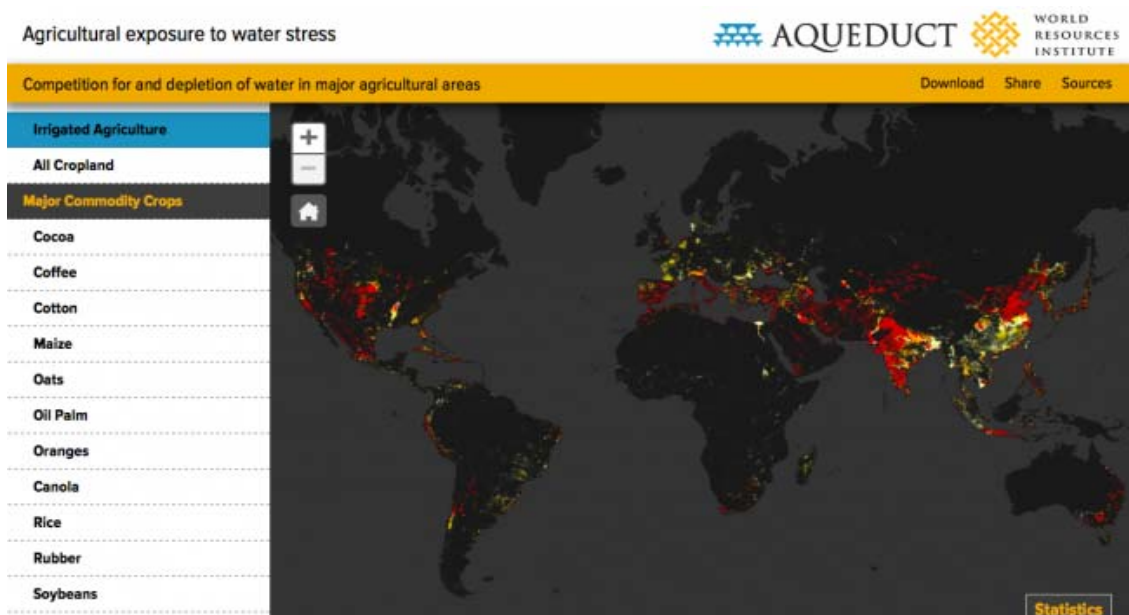 Agricultural exposure to water stress
AQUEDUCT
WORLD
RESOURCES
INSTITUTE
Competition for and depletion of water in major agricultural areas
Download Share Sources
Irrigated Agriculture
All Cropland
Major Commodity Crops
Cocoa
Coffee
Cotton
Maize
Oats
Oil Palm
Oranges
Canola
Rice
Rubber
Soybeans
+
−
Statistics